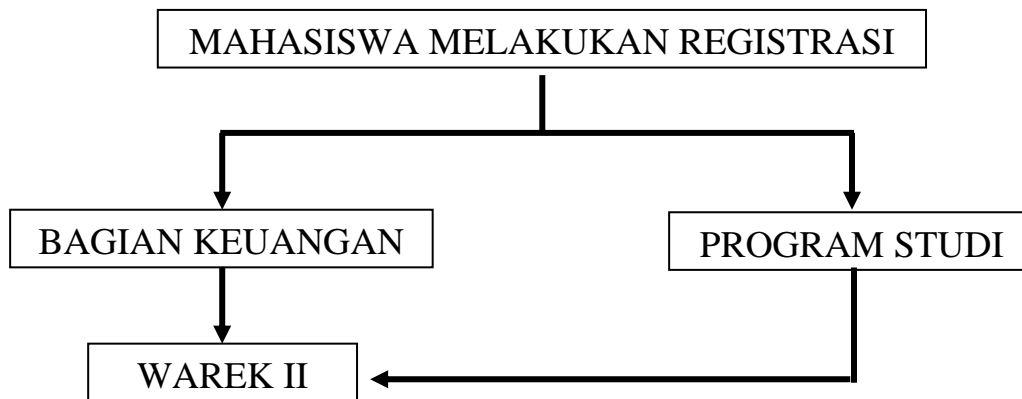 MAHASISWA MELAKUKAN REGISTRASI
BAGIAN KEUANGAN
PROGRAM STUDI
WAREK II